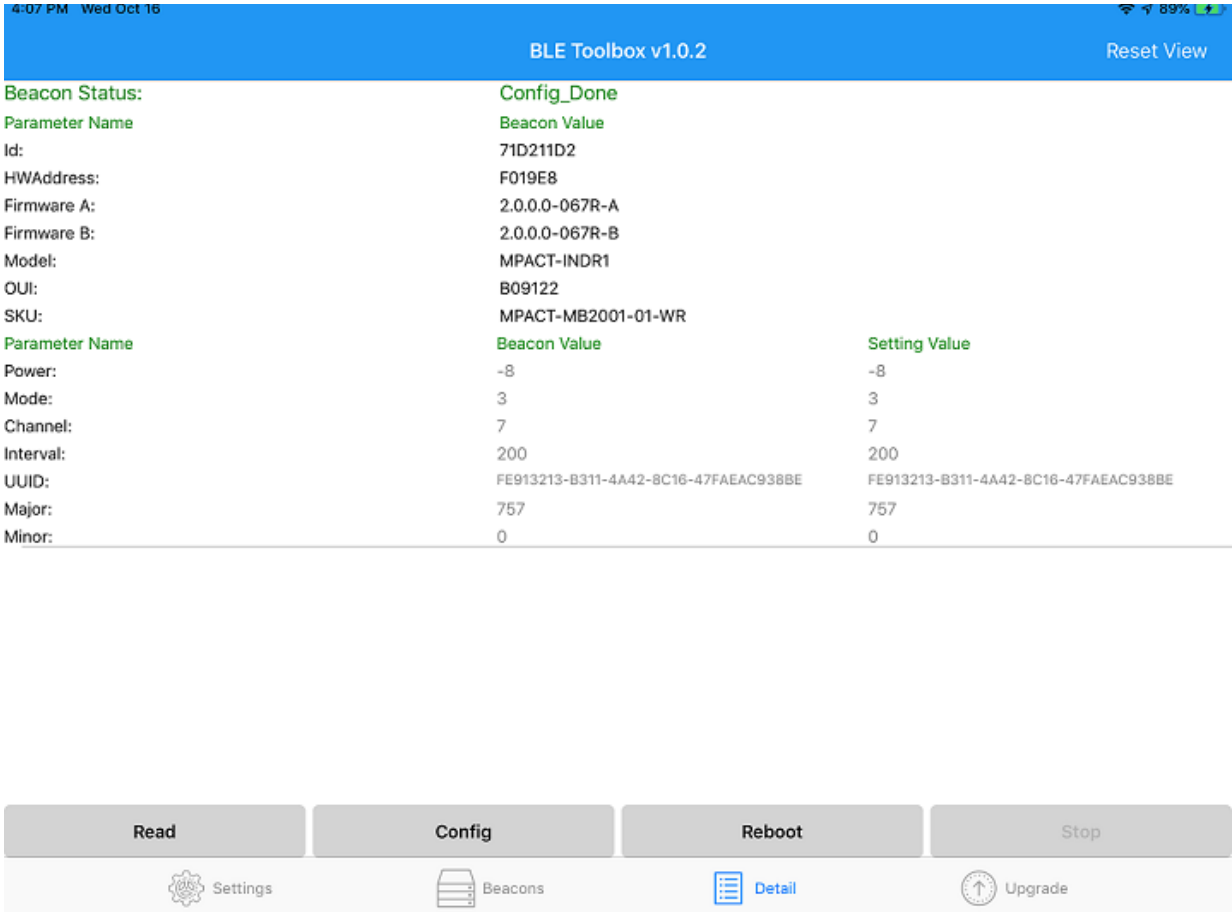 4:07 PM Wed Oct 16 89%
BLE Toolbox v1.0.2 Reset View
Beacon Status: Config_Done
Parameter Name Beacon Value
Id: 71D211D2
HWAddress: F019E8
Firmware A: 2.0.0.0-067R-A
Firmware B: 2.0.0.0-067R-B
Model: MPACT-INDR1
OUI: B09122
SKU: MPACT-MB2001-01-WR
Parameter Name Beacon Value Setting Value
Power: -8 -8
Mode: 3 3
Channel: 7 7
Interval: 200 200
UUID: FE913213-B311-4A42-8C16-47FAEAC938BE FE913213-B311-4A42-8C16-47FAEAC938BE
Major: 757 757
Minor: 0 0
Read Config Reboot Stop
Settings Beacons Detail Upgrade